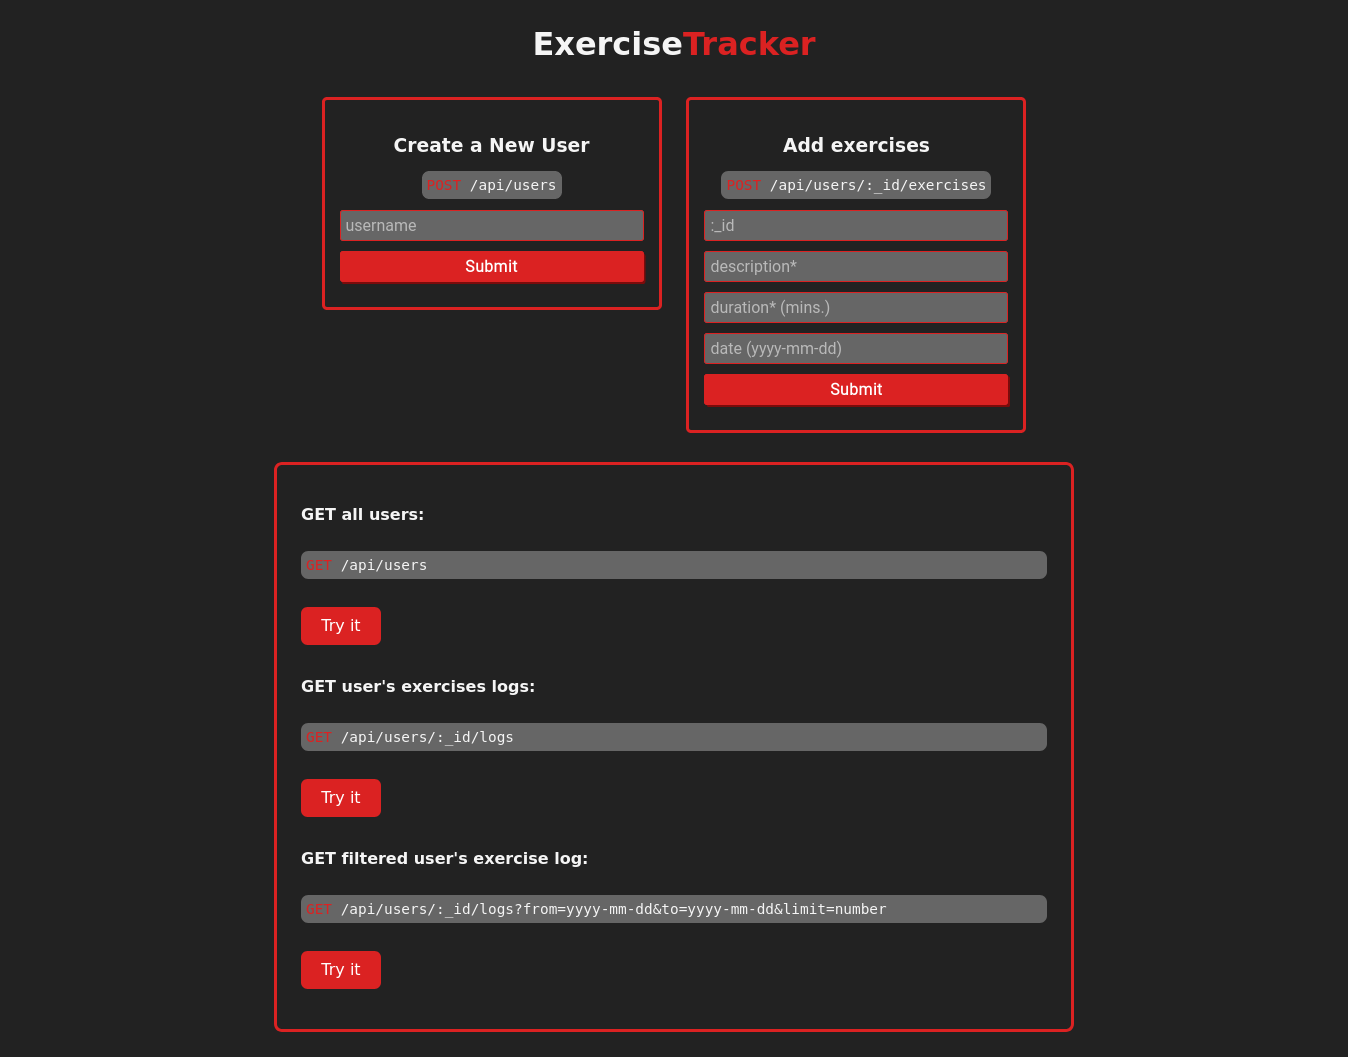 ExerciseTracker
Create a New User
POST /api/users
username
Submit
Add exercises
POST /api/users/:_id/exercises
:_id
description*
duration* (mins.)
date (yyyy-mm-dd)
Submit
GET all users:
GET /api/users
Try it
GET user's exercises logs:
GET /api/users/:_id/logs
Try it
GET filtered user's exercise log:
GET /api/users/:_id/logs?from=yyyy-mm-dd&to=yyyy-mm-dd&limit=number
Try it